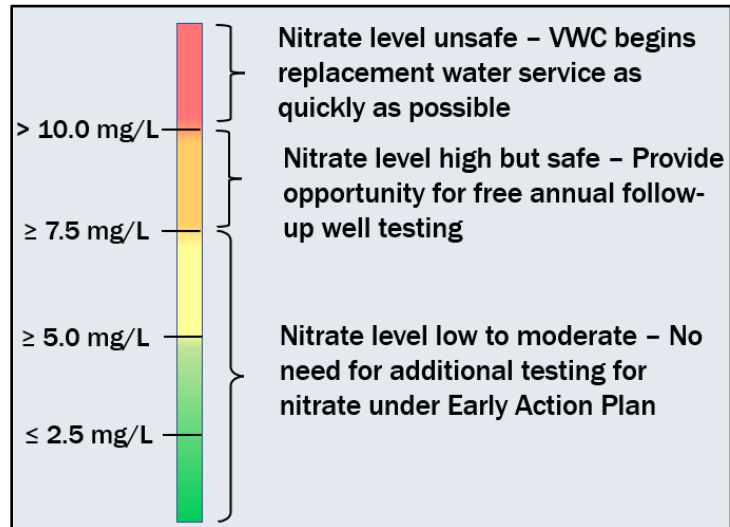 Nitrate level unsafe – VWC begins
replacement water service as
quickly as possible
> 10.0 mg/L
Nitrate level high but safe – Provide
opportunity for free annual follow-
up well testing
≥ 7.5 mg/L
≥ 5.0 mg/L
Nitrate level low to moderate – No
need for additional testing for
nitrate under Early Action Plan
≤ 2.5 mg/L